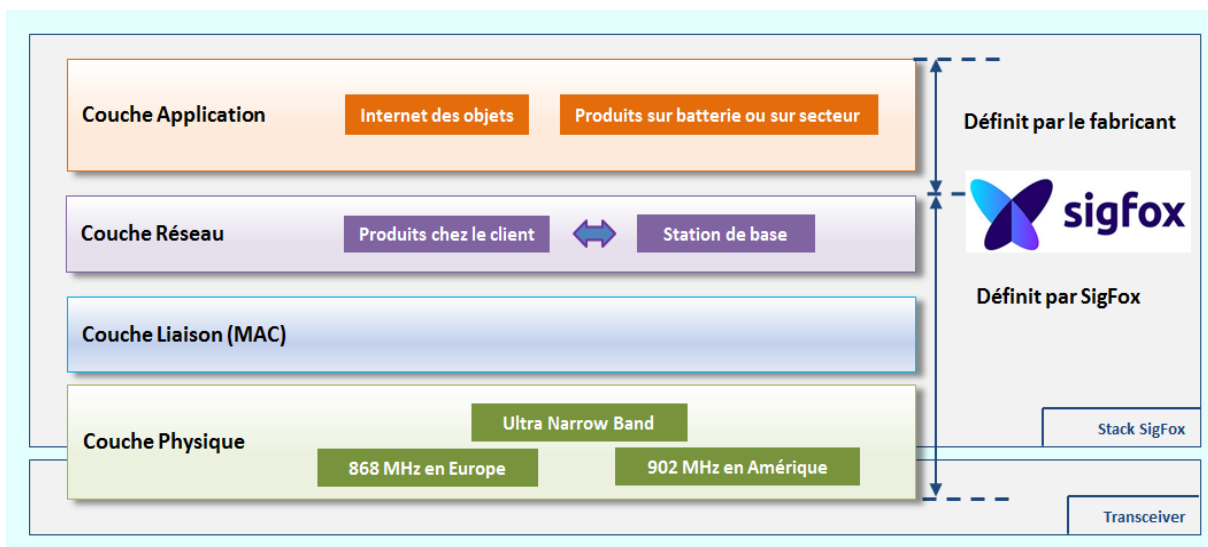 Couche Application
Internet des objets
Produits sur batterie ou sur secteur
Définit par le fabricant
sigfox
Couche Réseau
Produits chez le client
Station de base
Définit par SigFox
Couche Liaison (MAC)
Couche Physique
Ultra Narrow Band
868 MHz en Europe
902 MHz en Amérique
Stack SigFox
Transceiver